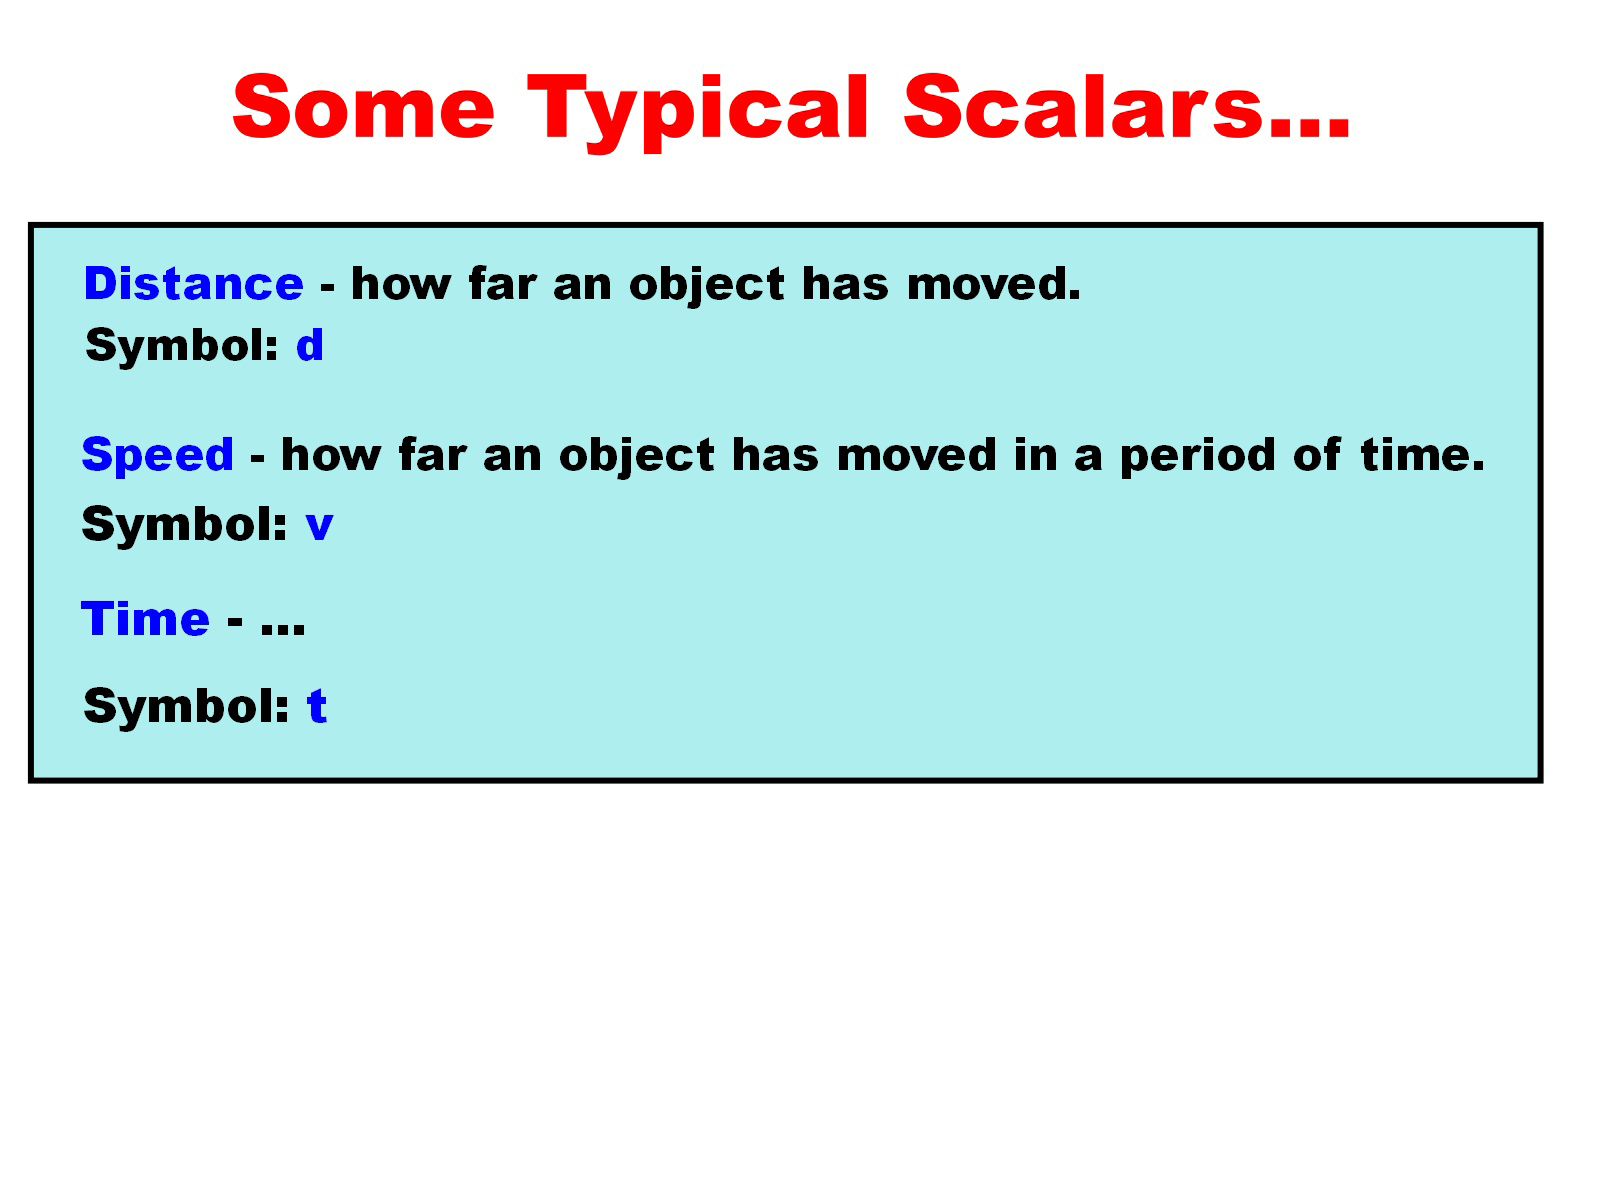 Some Typical Scalars...
Distance - how far an object has moved.
Symbol: d
Speed - how far an object has moved in a period of time.
Symbol: v
Time - ...
Symbol: t